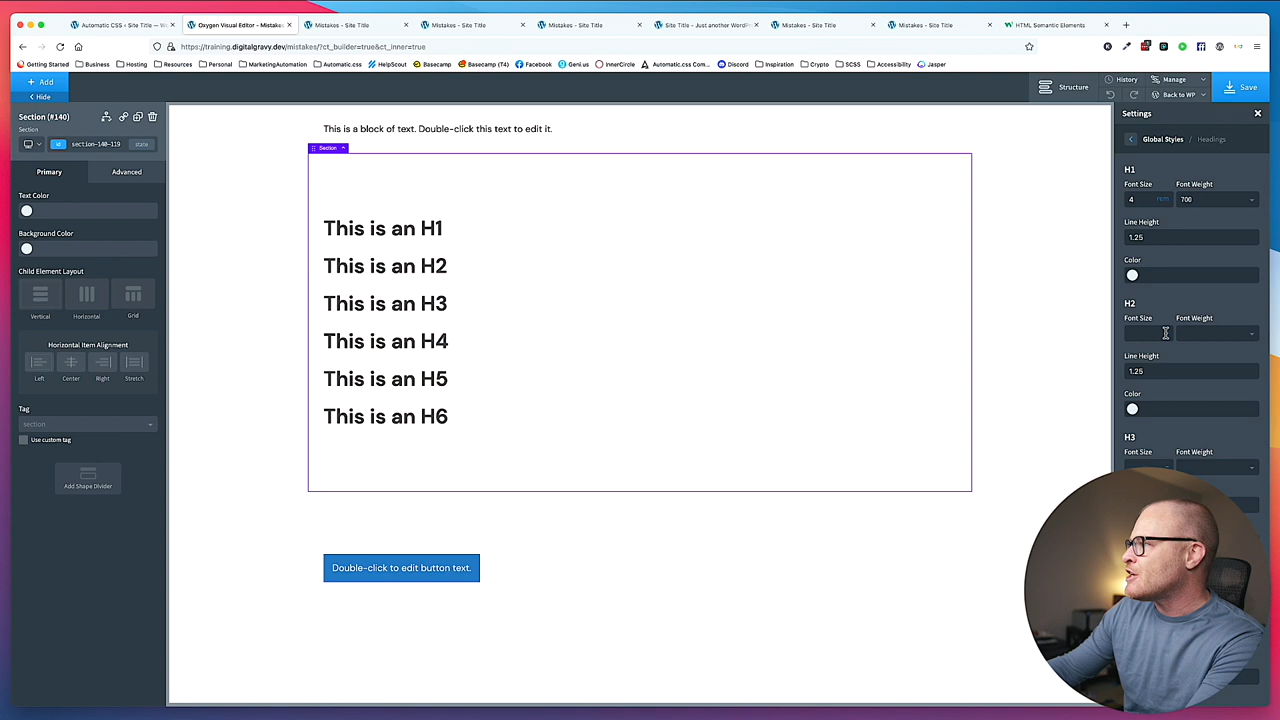 Automatic CSS ‹ Site Title — Wo
Oxygen Visual Editor - Mistakes
Mistakes - Site Title
Mistakes - Site Title
Mistakes - Site Title
Site Title – Just another WordPr
Mistakes - Site Title
Mistakes - Site Title
HTML Semantic Elements
https://training.digitalgravy.dev/mistakes/?ct_builder=true&ct_inner=true
Getting Started
Business
Hosting
Resources
Personal
MarketingAutomation
Automatic.css
HelpScout
Basecamp
Basecamp (T4)
Facebook
Geni.us
InnerCircle
Automatic.css Com...
Discord
Inspiration
Crypto
SCSS
Accessibility
Jasper
+ Add
< Hide
Structure
History
Manage
Back to WP
Save
Section (#140)
Section
id
section-140-119
state
Primary
Advanced
Text Color
Background Color
Child Element Layout
Vertical
Horizontal
Grid
Horizontal Item Alignment
Left
Center
Right
Stretch
Tag
section
Use custom tag
Add Shape Divider
This is a block of text. Double-click this text to edit it.
Section
This is an H1
This is an H2
This is an H3
This is an H4
This is an H5
This is an H6
Double-click to edit button text.
Settings
Global Styles / Headings
H1
Font Size
Font Weight
4
rem
700
Line Height
1.25
Color
H2
Font Size
Font Weight
Line Height
1.25
Color
H3
Font Size
Font Weight